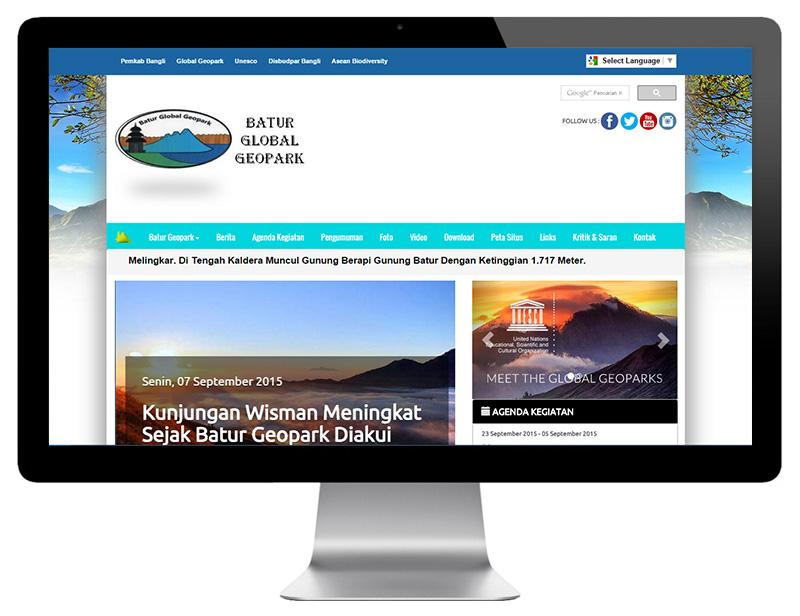 Pemkab Bangli Global Geopark Unesco Disbudpar Bangli Asean Biodiversity
Select Language
Google™
Batur Global Geopark
BATUR
GLOBAL
GEOPARK
FOLLOW US :
You
Tube
Batur Geopark Berita Agenda Kegiatan Pengumuman Foto Video Download Peta Situs Links Kritik & Saran Kontak
Melingkar. Di Tengah Kaldera Muncul Gunung Berapi Gunung Batur Dengan Ketinggian 1.717 Meter.
Senin, 07 September 2015
Kunjungan Wisman Meningkat
Sejak Batur Geopark Diakui
UNESCO
United Nations
Educational, Scientific and
Cultural Organization
MEET THE GLOBAL GEOPARKS
AGENDA KEGIATAN
23 September 2015 - 05 September 2015